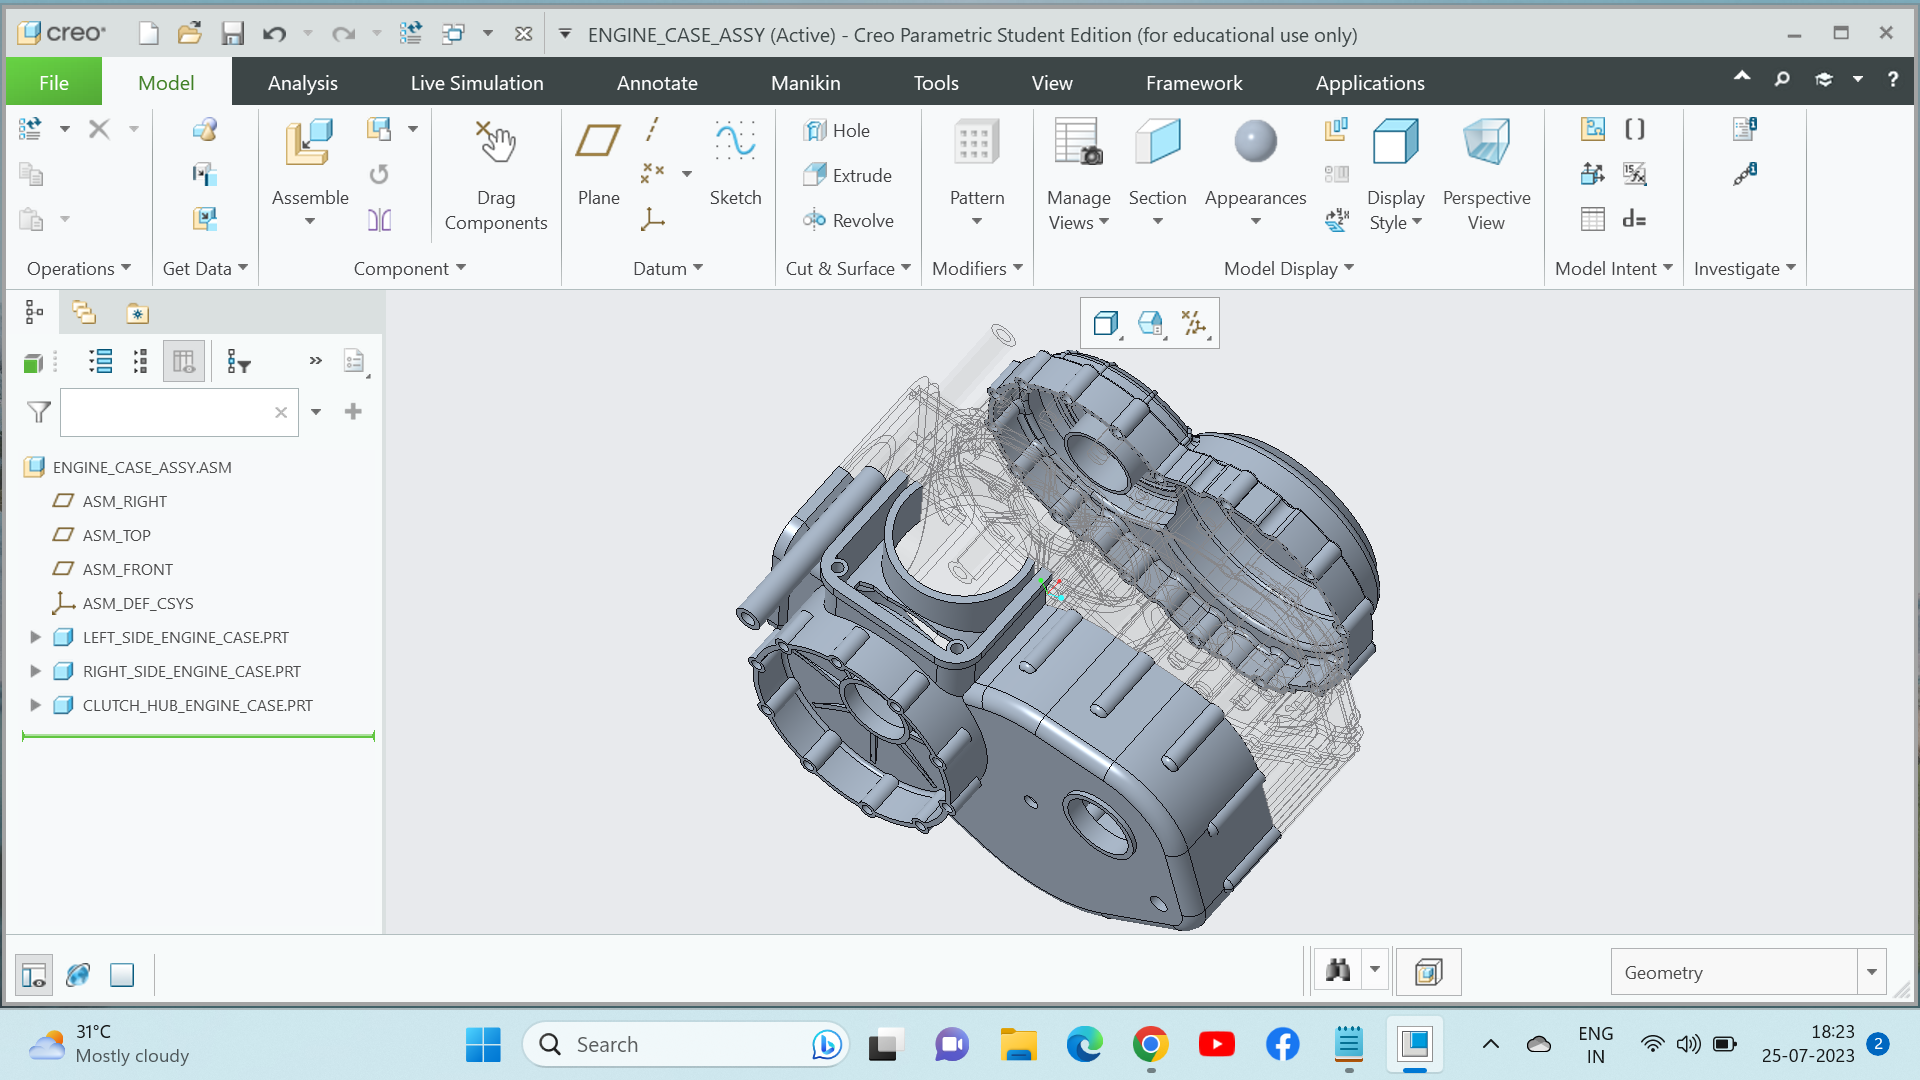 creo
ENGINE_CASE_ASSY (Active) - Creo Parametric Student Edition (for educational use only)
File
Model
Analysis
Live Simulation
Annotate
Manikin
Tools
View
Framework
Applications
?
Assemble
Drag
Components
Plane
Sketch
Hole
Extrude
Revolve
Pattern
Manage
Views
Section
Appearances
Display
Style
Perspective
View
d=
Operations
Get Data
Component
Datum
Cut & Surface
Modifiers
Model Display
Model Intent
Investigate
ENGINE_CASE_ASSY.ASM
ASM_RIGHT
ASM_TOP
ASM_FRONT
ASM_DEF_CSYS
LEFT_SIDE_ENGINE_CASE.PRT
RIGHT_SIDE_ENGINE_CASE.PRT
CLUTCH_HUB_ENGINE_CASE.PRT
Geometry
31°C
Mostly cloudy
Search
ENG
IN
18:23
25-07-2023
2